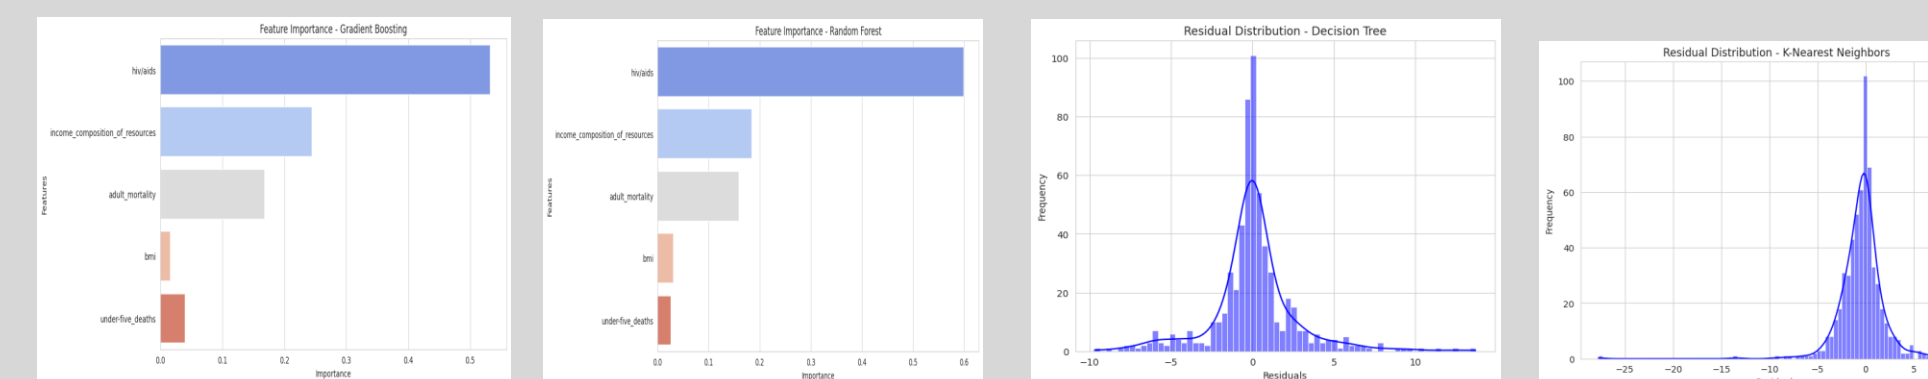 Feature Importance - Gradient Boosting
hiv/aids
income_composition_of_resources
adult_mortality
bmi
under-five_deaths
Features
0.0 0.1 0.2 0.3 0.4 0.5
Importance
Feature Importance - Random Forest
hiv/aids
income_composition_of_resources
adult_mortality
bmi
under-five_deaths
Features
0.0 0.1 0.2 0.3 0.4 0.5 0.6
Importance
Residual Distribution - Decision Tree
100
80
60
40
20
0
Frequency
−10 −5 0 5 10
Residuals
Residual Distribution - K-Nearest Neighbors
100
80
60
40
20
0
Frequency
−25 −20 −15 −10 −5 0 5